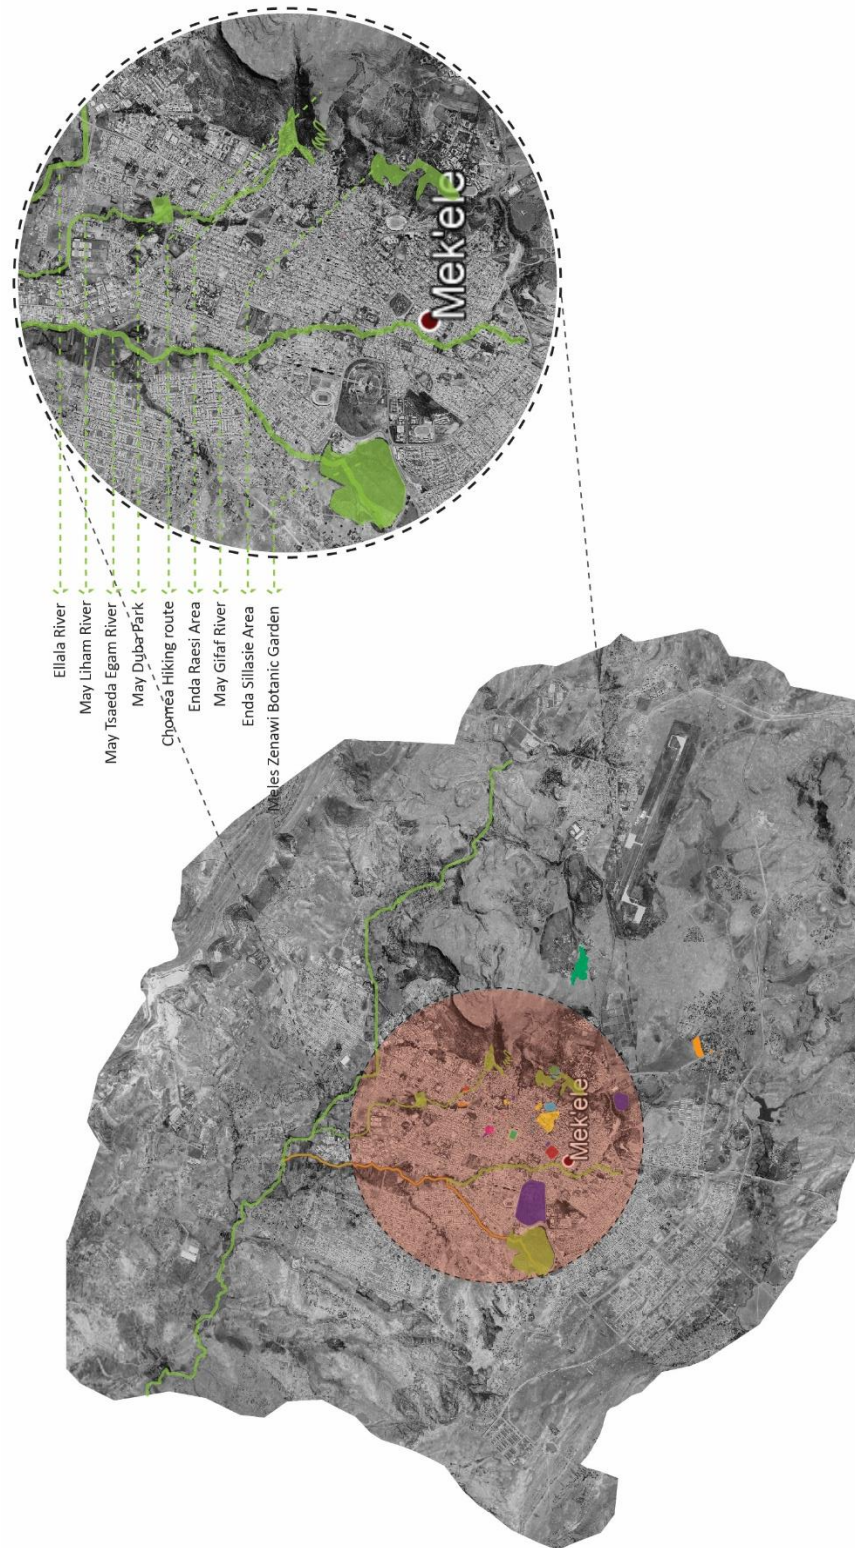 Mek'ele
Ellala River
May Liham River
May Tsaeda Egam River
May Duba Park
Chomea Hiking route
Enda Raesi Area
May Gifaf River
Enda Sillasie Area
Meles Zenawi Botanic Garden
Mek'ele